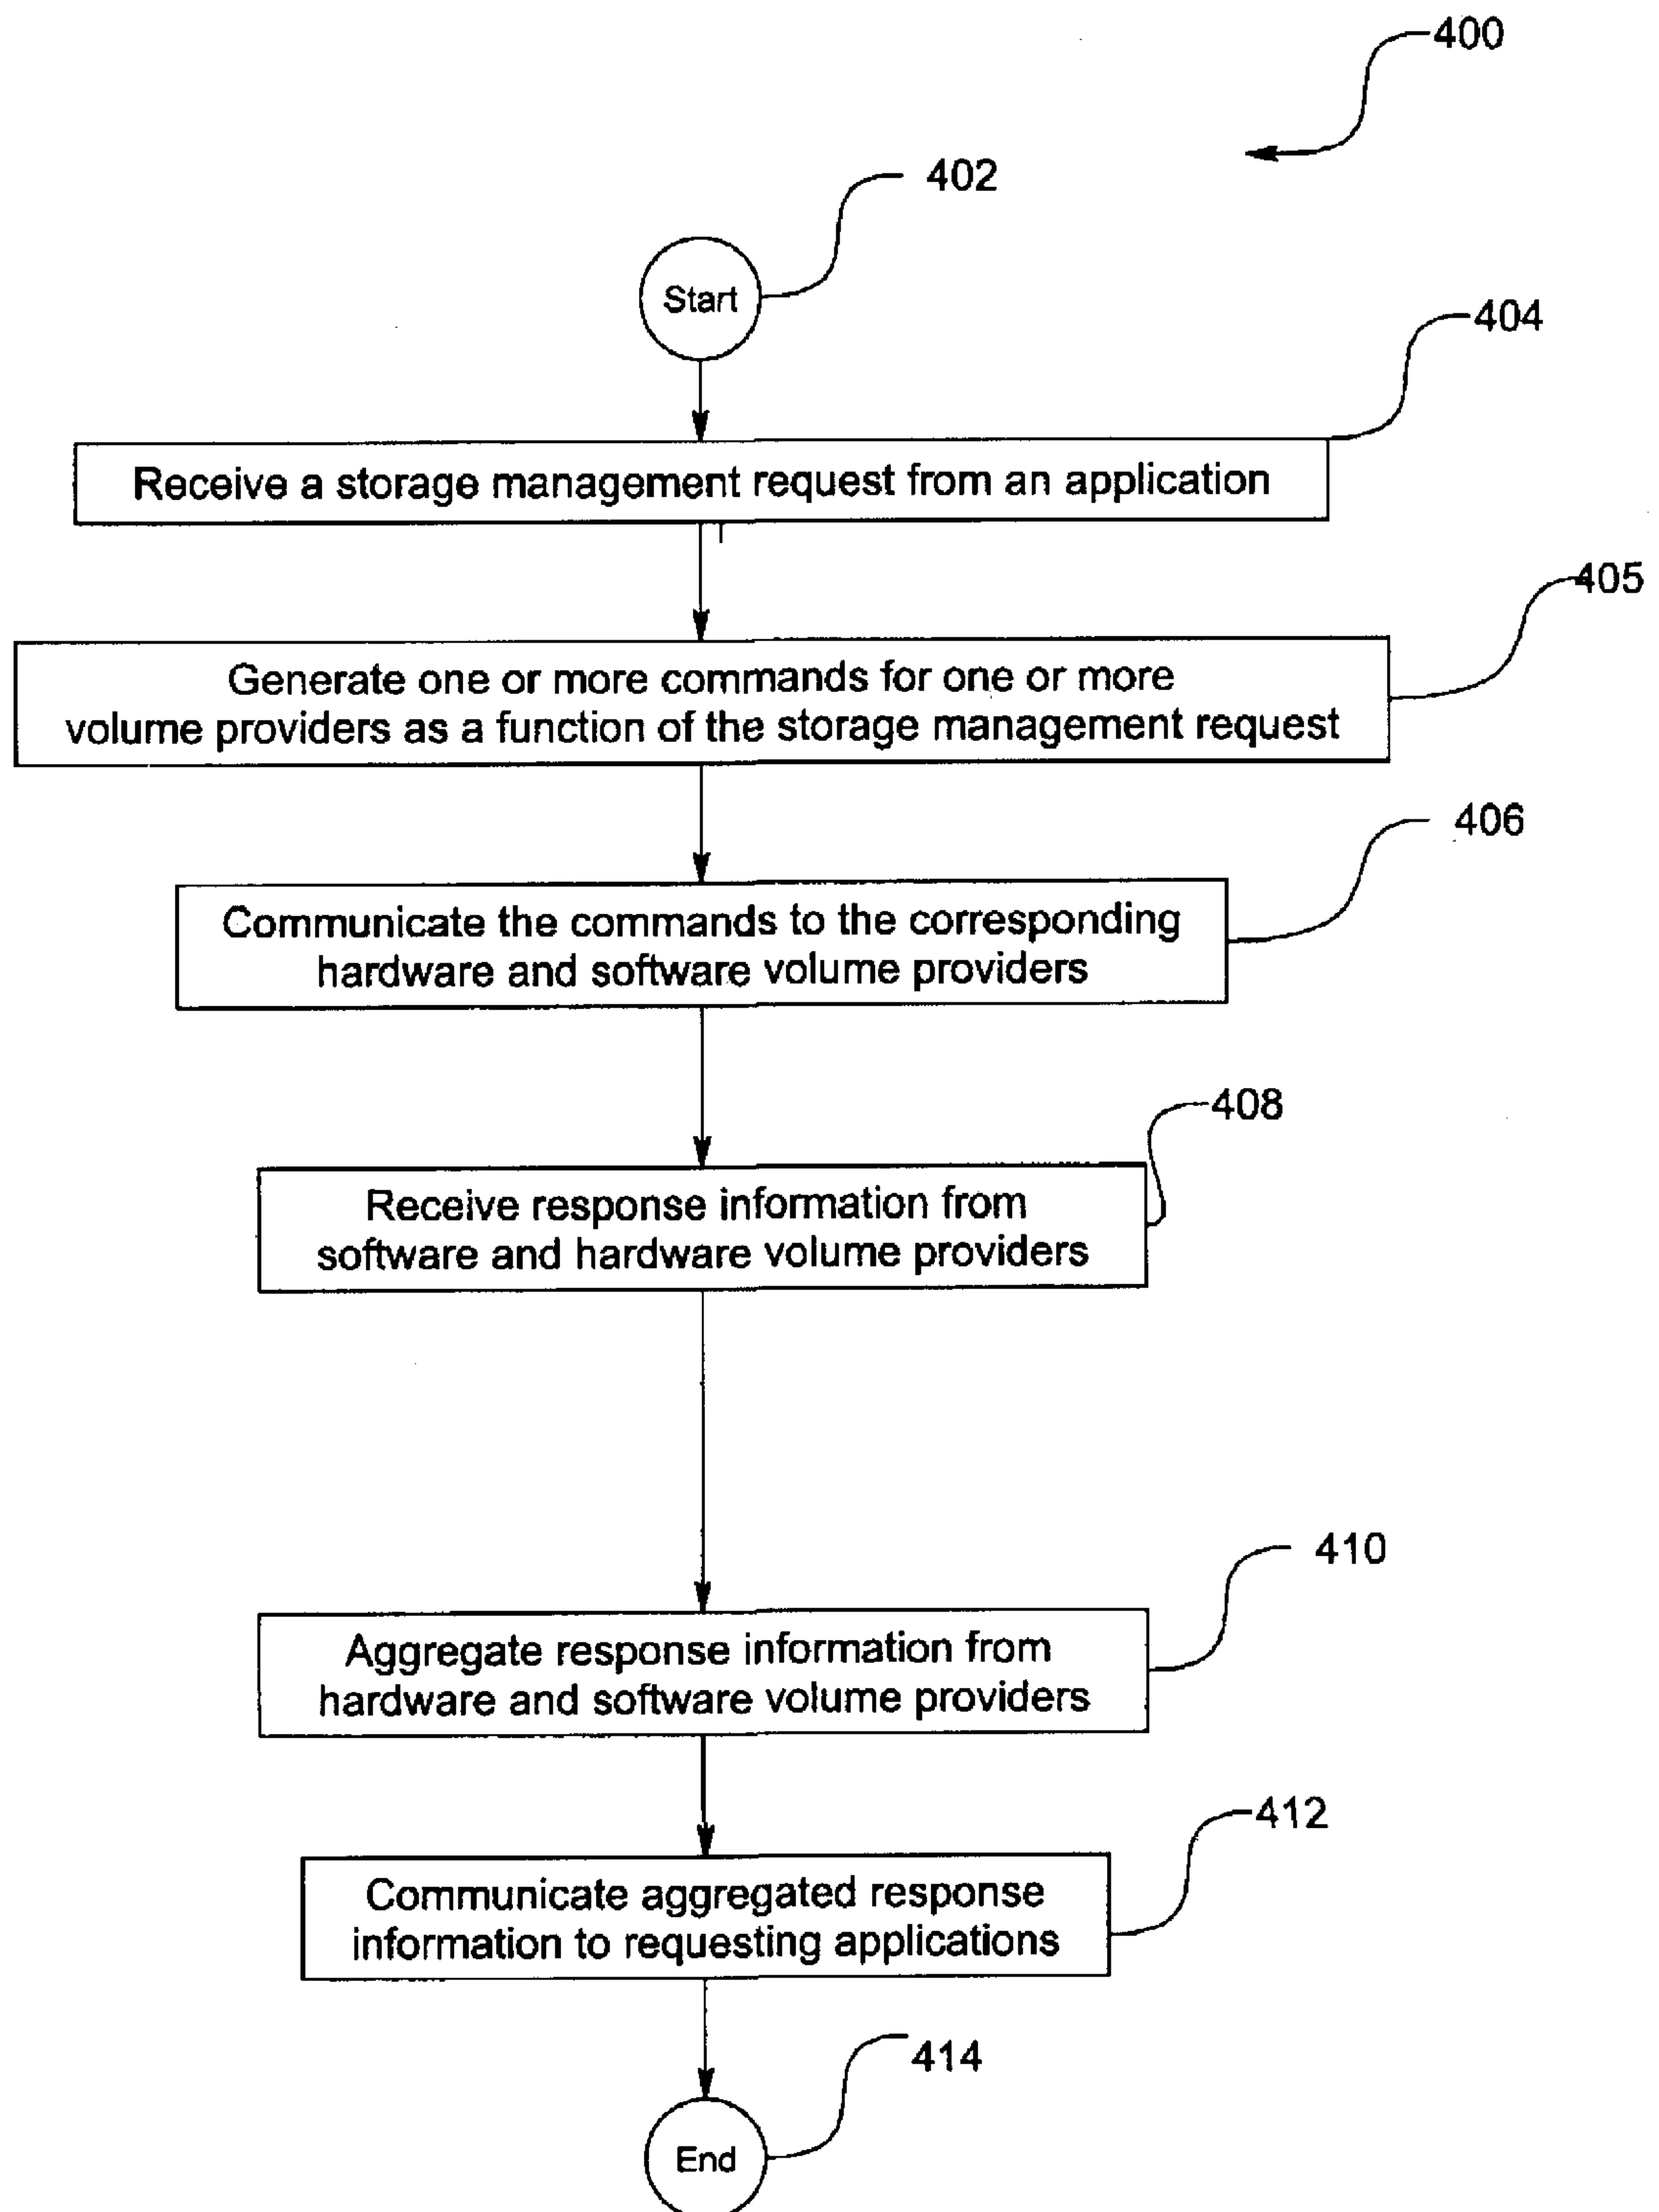 400
402
Start
404
Receive a storage management request from an application
405
Generate one or more commands for one or more
volume providers as a function of the storage management request
406
Communicate the commands to the corresponding
hardware and software volume providers
408
Receive response information from
software and hardware volume providers
410
Aggregate response information from
hardware and software volume providers
412
Communicate aggregated response
information to requesting applications
414
End